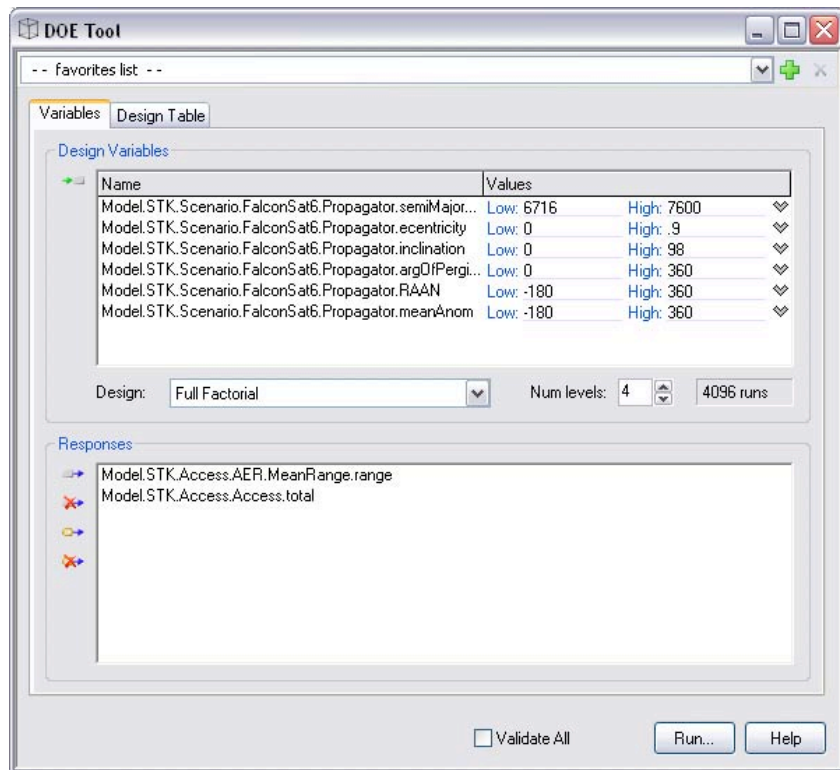 DOE Tool
-- favorites list --
Variables Design Table
Design Variables
Name Values
Model.STK.Scenario.FalconSat6.Propagator.semiMajor... Low: 6716 High: 7600
Model.STK.Scenario.FalconSat6.Propagator.ecentricity Low: 0 High: .9
Model.STK.Scenario.FalconSat6.Propagator.inclination Low: 0 High: 98
Model.STK.Scenario.FalconSat6.Propagator.argOfPergi... Low: 0 High: 360
Model.STK.Scenario.FalconSat6.Propagator.RAAN Low: -180 High: 360
Model.STK.Scenario.FalconSat6.Propagator.meanAnom Low: -180 High: 360
Design: Full Factorial Num levels: 4 4096 runs
Responses
Model.STK.Access.AER.MeanRange.range
Model.STK.Access.Access.total
Validate All Run... Help